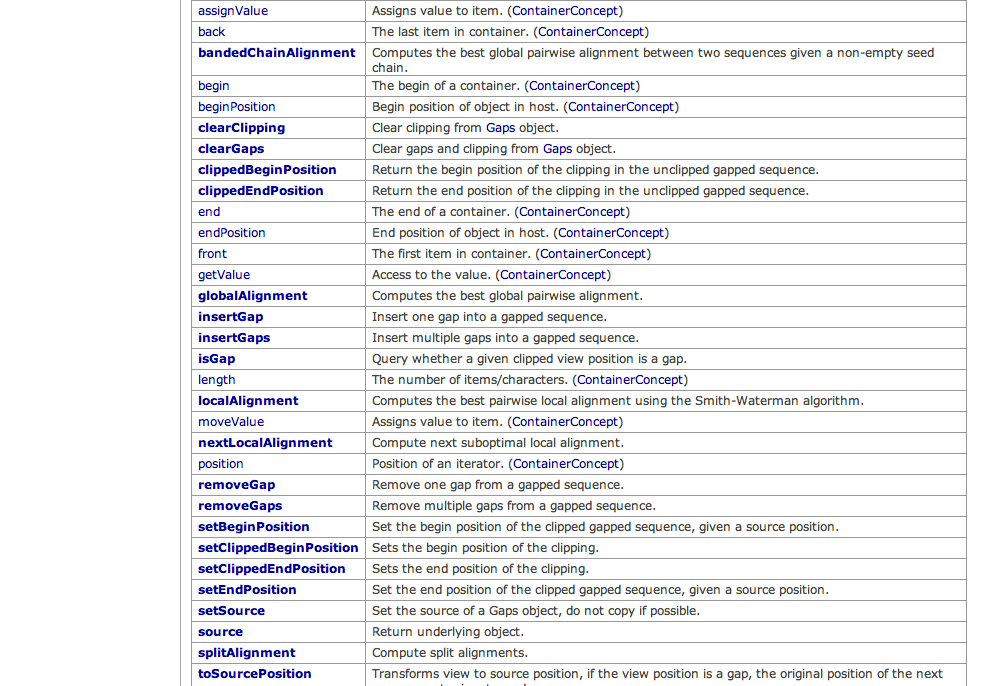 assignValue Assigns value to item. (ContainerConcept)
back The last item in container. (ContainerConcept)
bandedChainAlignment Computes the best global pairwise alignment between two sequences given a non-empty seed
chain.
begin The begin of a container. (ContainerConcept)
beginPosition Begin position of object in host. (ContainerConcept)
clearClipping Clear clipping from Gaps object.
clearGaps Clear gaps and clipping from Gaps object.
clippedBeginPosition Return the begin position of the clipping in the unclipped gapped sequence.
clippedEndPosition Return the end position of the clipping in the unclipped gapped sequence.
end The end of a container. (ContainerConcept)
endPosition End position of object in host. (ContainerConcept)
front The first item in container. (ContainerConcept)
getValue Access to the value. (ContainerConcept)
globalAlignment Computes the best global pairwise alignment.
insertGap Insert one gap into a gapped sequence.
insertGaps Insert multiple gaps into a gapped sequence.
isGap Query whether a given clipped view position is a gap.
length The number of items/characters. (ContainerConcept)
localAlignment Computes the best pairwise local alignment using the Smith-Waterman algorithm.
moveValue Assigns value to item. (ContainerConcept)
nextLocalAlignment Compute next suboptimal local alignment.
position Position of an iterator. (ContainerConcept)
removeGap Remove one gap from a gapped sequence.
removeGaps Remove multiple gaps from a gapped sequence.
setBeginPosition Set the begin position of the clipped gapped sequence, given a source position.
setClippedBeginPosition Sets the begin position of the clipping.
setClippedEndPosition Sets the end position of the clipping.
setEndPosition Set the end position of the clipped gapped sequence, given a source position.
setSource Set the source of a Gaps object, do not copy if possible.
source Return underlying object.
splitAlignment Compute split alignments.
toSourcePosition Transforms view to source position, if the view position is a gap, the original position of the next